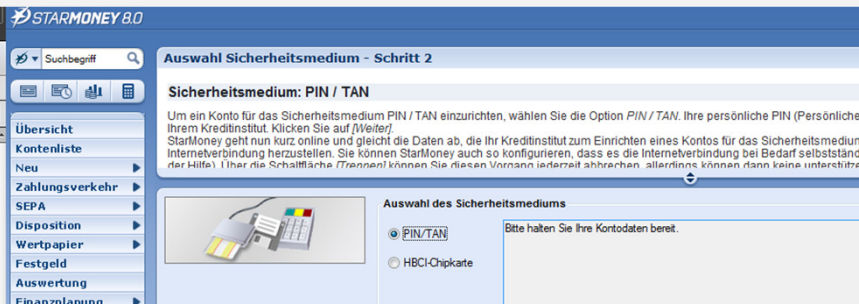 STARMONEY 8.0
Suchbegriff
Übersicht
Kontenliste
Neu
Zahlungsverkehr
SEPA
Disposition
Wertpapier
Festgeld
Auswertung
Finanzplanung
Auswahl Sicherheitsmedium - Schritt 2
Sicherheitsmedium: PIN / TAN
Um ein Konto für das Sicherheitsmedium PIN / TAN einzurichten, wählen Sie die Option PIN / TAN. Ihre persönliche PIN (Persönliche
Ihrem Kreditinstitut. Klicken Sie auf [Weiter].
StarMoney geht nun kurz online und gleicht die Daten ab, die Ihr Kreditinstitut zum Einrichten eines Kontos für das Sicherheitsmedium
Internetverbindung herzustellen. Sie können StarMoney auch so konfigurieren, dass es die Internetverbindung bei Bedarf selbstständ
der Hilfe). Über die Schaltfläche [Trennen] können Sie diesen Vorgang jederzeit abbrechen, allerdings können dann keine unterstütze
Auswahl des Sicherheitsmediums
PIN/TAN
Bitte halten Sie Ihre Kontodaten bereit.
HBCI-Chipkarte